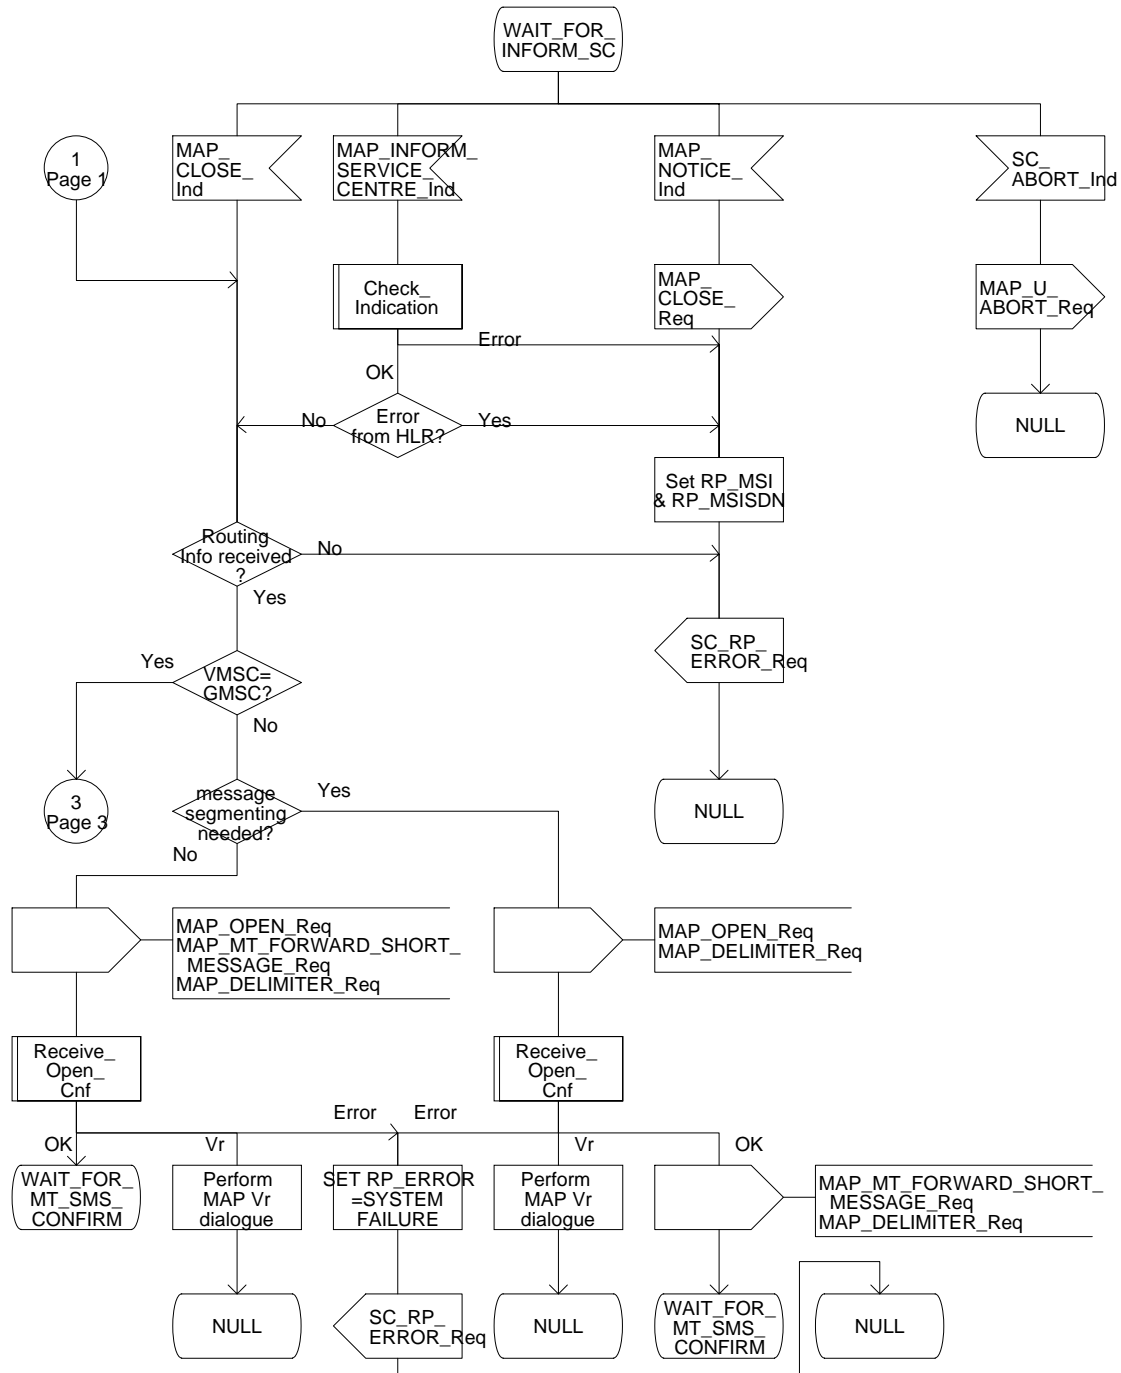 WAIT_FOR_
INFORM_SC
1
Page 1
MAP_
CLOSE_
Ind
MAP_INFORM_
SERVICE_
CENTRE_Ind
MAP_
NOTICE_
Ind
SC_
ABORT_Ind
Check_
Indication
MAP_
CLOSE_
Req
MAP_U_
ABORT_Req
Error
OK
No
Error
from HLR?
Yes
NULL
Set RP_MSI
& RP_MSISDN
Routing
Info received
?
No
Yes
SC_RP_
ERROR_Req
Yes
VMSC=
GMSC?
No
3
Page 3
message
segmenting
needed?
Yes
NULL
No
MAP_OPEN_Req
MAP_MT_FORWARD_SHORT_
MESSAGE_Req
MAP_DELIMITER_Req
MAP_OPEN_Req
MAP_DELIMITER_Req
Receive_
Open_
Cnf
Receive_
Open_
Cnf
Error
Error
OK
Vr
Vr
OK
WAIT_FOR_
MT_SMS_
CONFIRM
Perform
MAP Vr
dialogue
SET RP_ERROR
=SYSTEM
FAILURE
Perform
MAP Vr
dialogue
MAP_MT_FORWARD_SHORT_
MESSAGE_Req
MAP_DELIMITER_Req
NULL
SC_RP_
ERROR_Req
NULL
WAIT_FOR_
MT_SMS_
CONFIRM
NULL